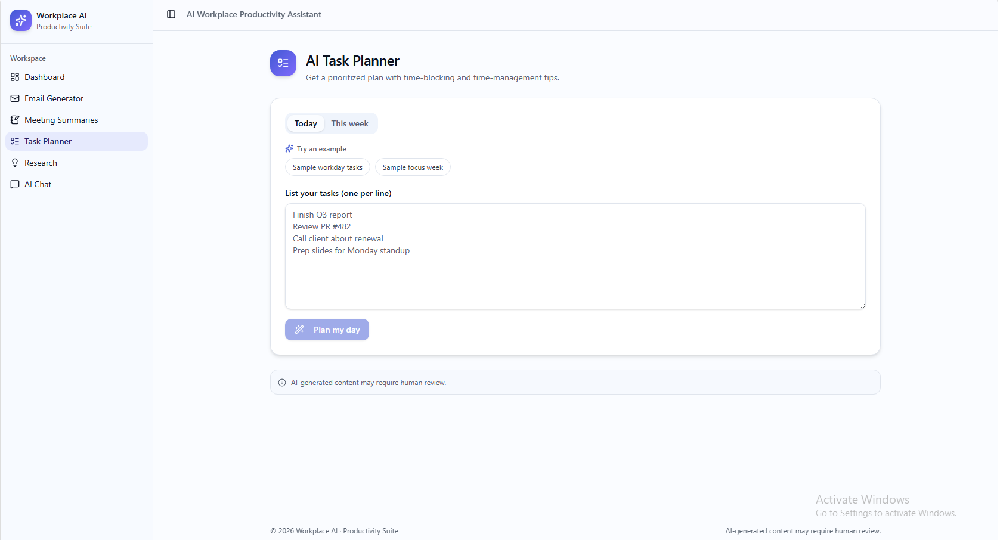 Workplace AI
Productivity Suite
Workspace
Dashboard
Email Generator
Meeting Summaries
Task Planner
Research
AI Chat
AI Workplace Productivity Assistant
AI Task Planner
Get a prioritized plan with time-blocking and time-management tips.
Today This week
Try an example
Sample workday tasks Sample focus week
List your tasks (one per line)
Finish Q3 report
Review PR #482
Call client about renewal
Prep slides for Monday standup
Plan my day
AI-generated content may require human review.
Activate Windows
Go to Settings to activate Windows.
© 2026 Workplace AI · Productivity Suite
AI-generated content may require human review.